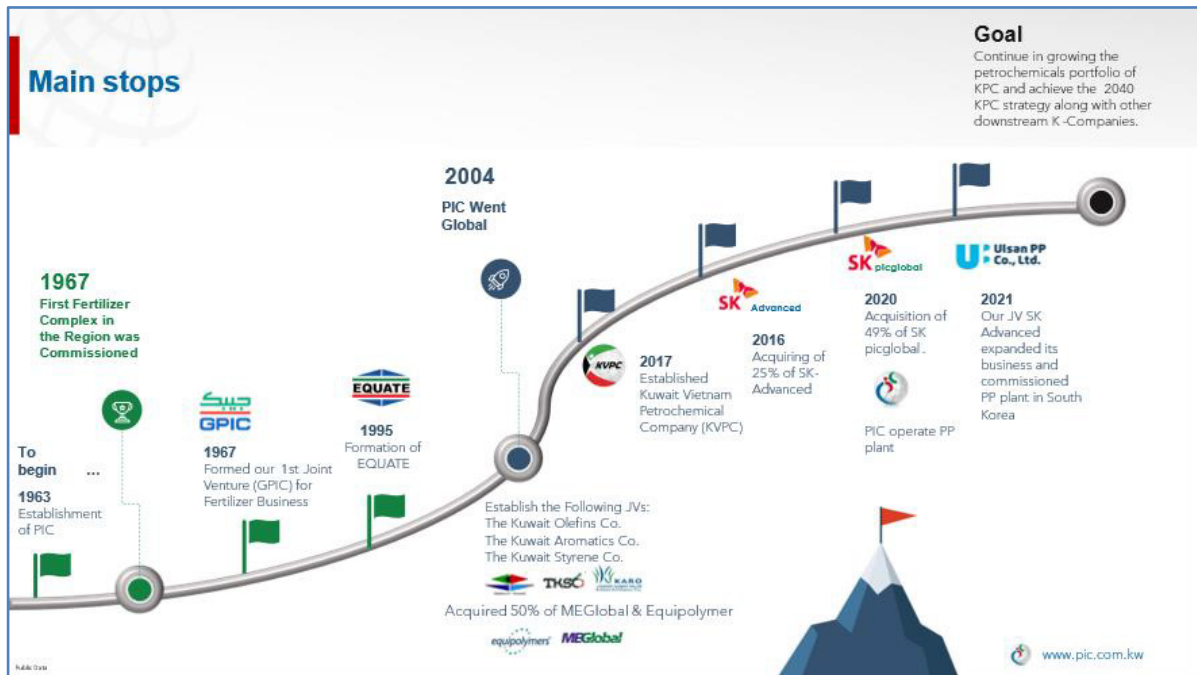 Main stops
Goal
Continue in growing the
petrochemicals portfolio of
KPC and achieve the 2040
KPC strategy along with other
downstream K -Companies.
To
begin ...
1963
Establishment
of PIC
1967
First Fertilizer
Complex in
the Region was
Commissioned
جيبك
GPIC
1967
Formed our 1st Joint
Venture (GPIC) for
Fertilizer Business
EQUATE
1995
Formation of
EQUATE
2004
PIC Went
Global
Establish the Following JVs:
The Kuwait Olefins Co.
The Kuwait Aromatics Co.
The Kuwait Styrene Co.
TKSC
KARO
Acquired 50% of MEGlobal & Equipolymer
equipolymers
MEGlobal
KVPC
2017
Established
Kuwait Vietnam
Petrochemical
Company (KVPC)
SK Advanced
2016
Acquiring of
25% of SK-
Advanced
SK picglobal
2020
Acquisition of
49% of SK
picglobal.
PIC operate PP
plant
Ulsan PP
Co., Ltd.
2021
Our JV SK
Advanced
expanded its
business and
commissioned
PP plant in South
Korea
www.pic.com.kw
Public Data